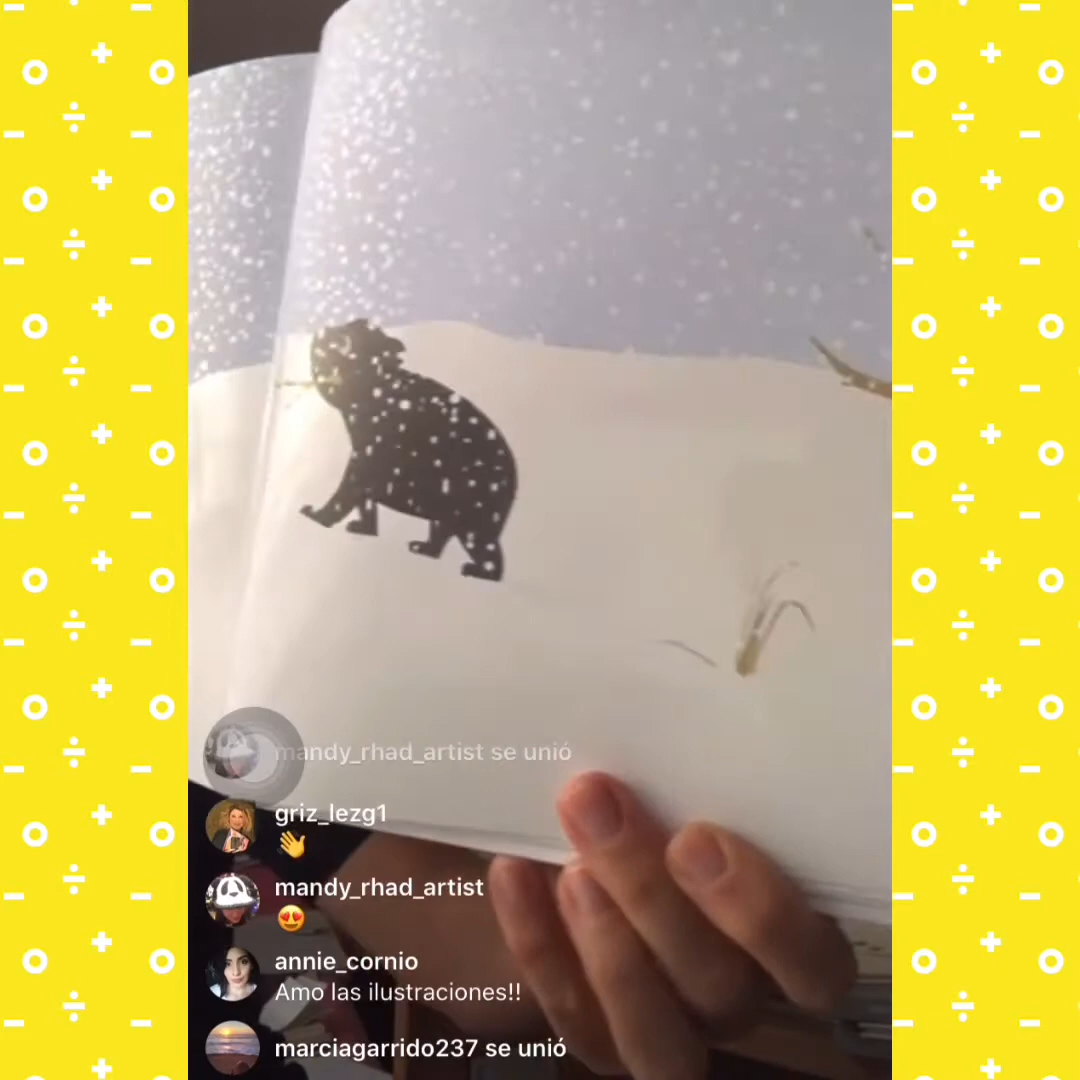 mandy_rhad_artist se unió
griz_lezg1
👋
mandy_rhad_artist
😍
annie_cornio
Amo las ilustraciones!!
marciagarrido237 se unió